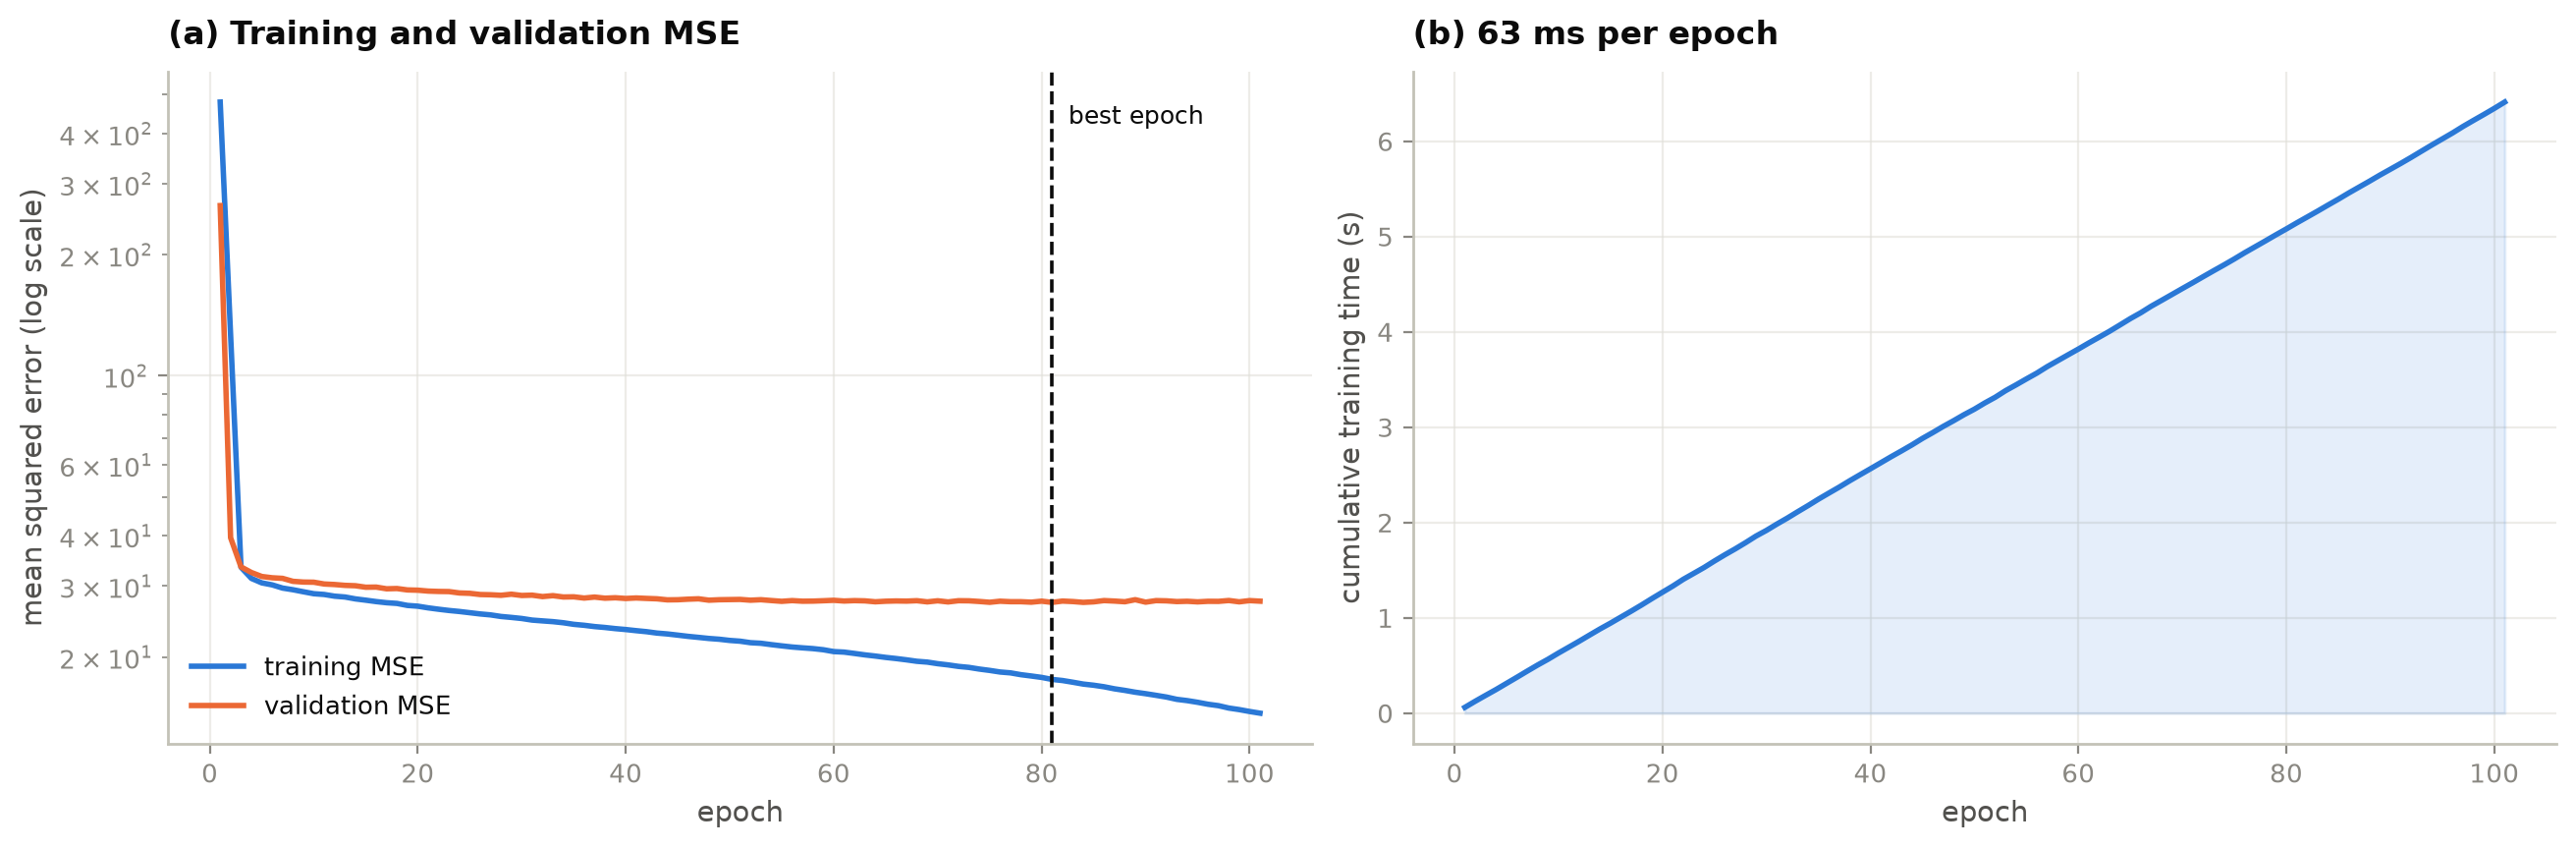 (a) Training and validation MSE
mean squared error (log scale)
4 × 10²
3 × 10²
2 × 10²
10²
6 × 10¹
4 × 10¹
3 × 10¹
2 × 10¹
best epoch
training MSE
validation MSE
0 20 40 60 80 100
epoch
(b) 63 ms per epoch
cumulative training time (s)
6
5
4
3
2
1
0
0 20 40 60 80 100
epoch